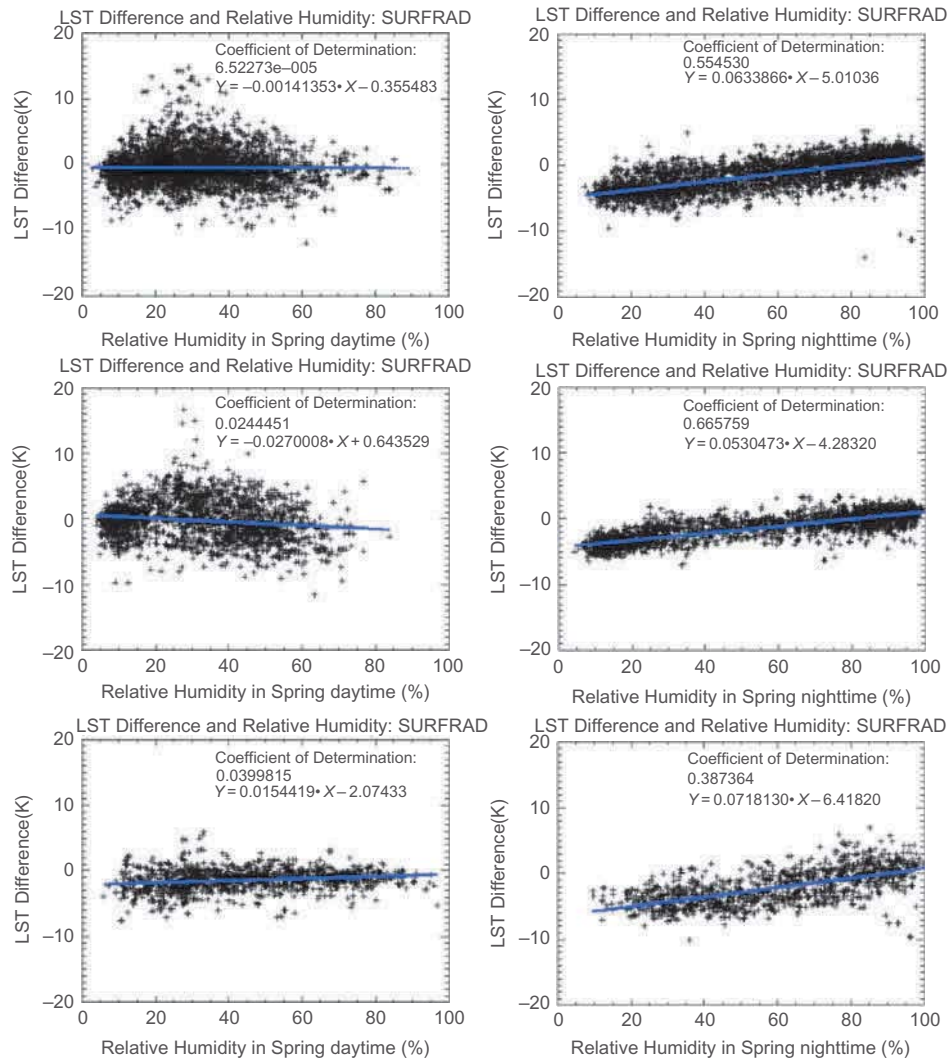 LST Difference and Relative Humidity: SURFRAD
20
10
0
–10
–20
LST Difference(K)
Coefficient of Determination:
6.52273e–005
Y = –0.00141353• X – 0.355483
0 20 40 60 80 100
Relative Humidity in Spring daytime (%)
LST Difference and Relative Humidity: SURFRAD
20
10
0
–10
–20
LST Difference(K)
Coefficient of Determination:
0.554530
Y = 0.0633866• X – 5.01036
0 20 40 60 80 100
Relative Humidity in Spring nighttime (%)
LST Difference and Relative Humidity: SURFRAD
20
10
0
–10
–20
LST Difference(K)
Coefficient of Determination:
0.0244451
Y = –0.0270008• X + 0.643529
0 20 40 60 80 100
Relative Humidity in Spring daytime (%)
LST Difference and Relative Humidity: SURFRAD
20
10
0
–10
–20
LST Difference(K)
Coefficient of Determination:
0.665759
Y = 0.0530473• X – 4.28320
0 20 40 60 80 100
Relative Humidity in Spring nighttime (%)
LST Difference and Relative Humidity: SURFRAD
20
10
0
–10
–20
LST Difference(K)
Coefficient of Determination:
0.0399815
Y = 0.0154419• X – 2.07433
0 20 40 60 80 100
Relative Humidity in Spring daytime (%)
LST Difference and Relative Humidity: SURFRAD
20
10
0
–10
–20
LST Difference(K)
Coefficient of Determination:
0.387364
Y = 0.0718130• X – 6.41820
0 20 40 60 80 100
Relative Humidity in Spring nighttime (%)